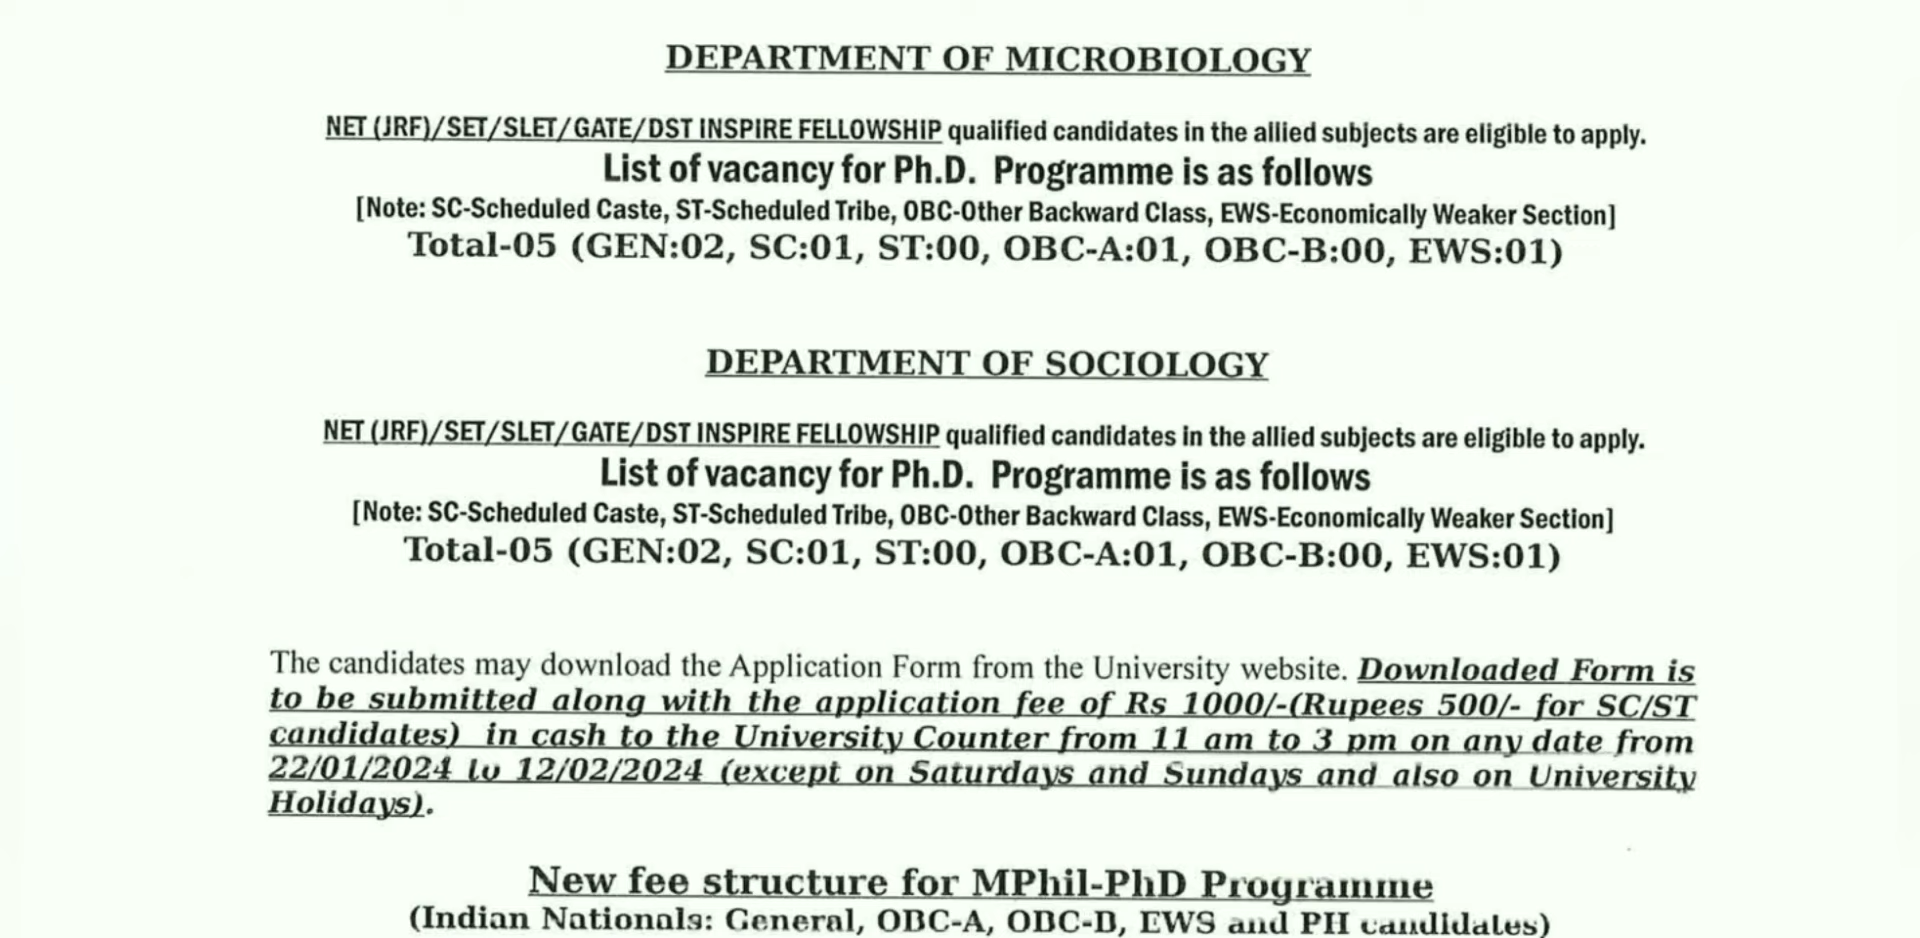 DEPARTMENT OF MICROBIOLOGY
NET (JRF)/SET/SLET/GATE/DST INSPIRE FELLOWSHIP qualified candidates in the allied subjects are eligible to apply.
List of vacancy for Ph.D. Programme is as follows
[Note: SC-Scheduled Caste, ST-Scheduled Tribe, OBC-Other Backward Class, EWS-Economically Weaker Section]
Total-05 (GEN:02, SC:01, ST:00, OBC-A:01, OBC-B:00, EWS:01)
DEPARTMENT OF SOCIOLOGY
NET (JRF)/SET/SLET/GATE/DST INSPIRE FELLOWSHIP qualified candidates in the allied subjects are eligible to apply.
List of vacancy for Ph.D. Programme is as follows
[Note: SC-Scheduled Caste, ST-Scheduled Tribe, OBC-Other Backward Class, EWS-Economically Weaker Section]
Total-05 (GEN:02, SC:01, ST:00, OBC-A:01, OBC-B:00, EWS:01)
The candidates may download the Application Form from the University website. Downloaded Form is
to be submitted along with the application fee of Rs 1000/-(Rupees 500/- for SC/ST
candidates) in cash to the University Counter from 11 am to 3 pm on any date from
22/01/2024 to 12/02/2024 (except on Saturdays and Sundays and also on University
Holidays).
New fee structure for MPhil-PhD Programme
(Indian Nationals: General, OBC-A, OBC-B, EWS and PH candidates)